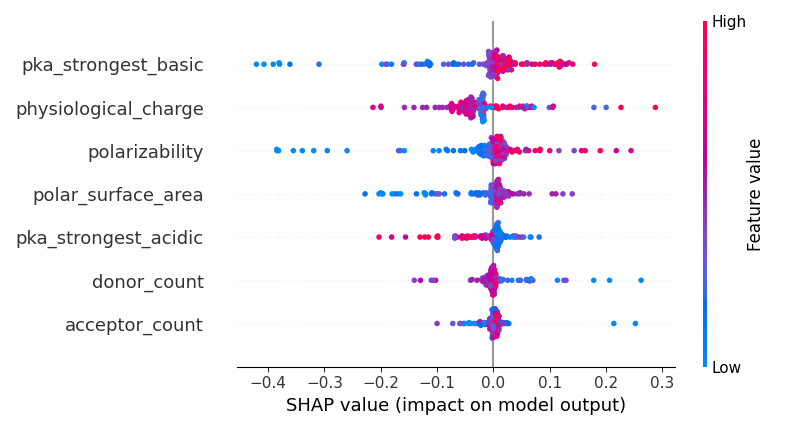 High
pka_strongest_basic
physiological_charge
polarizability
polar_surface_area
pka_strongest_acidic
donor_count
acceptor_count
Feature value
Low
−0.4 −0.3 −0.2 −0.1 0.0 0.1 0.2 0.3
SHAP value (impact on model output)